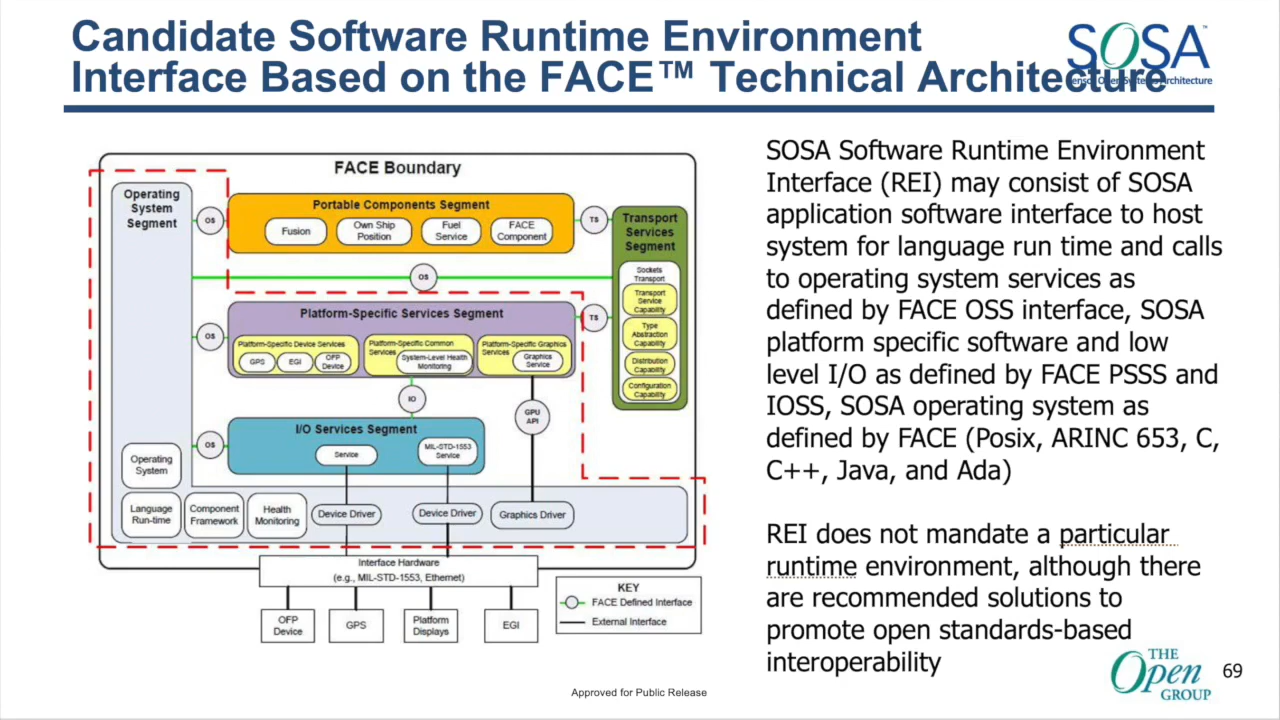 Candidate Software Runtime Environment
Interface Based on the FACE™ Technical Architecture
SOSA™
Sensor Open Systems Architecture
FACE Boundary
Operating
System
Segment
OS
Portable Components Segment
Fusion
Own Ship
Position
Fuel
Service
FACE
Component
TS
Transport
Services
Segment
Sockets
Transport
Transport
Service
Capability
Type
Abstraction
Capability
Distribution
Capability
Configuration
Capability
OS
OS
Platform-Specific Services Segment
TS
Platform-Specific Device Services
GPS
EGI
OFP
Device
Platform-Specific Common
Services
System-Level Health
Monitoring
Platform-Specific Graphics
Services
Graphics
Service
IO
GPU
API
OS
I/O Services Segment
Service
MIL-STD-1553
Service
Operating
System
Language
Run-time
Component
Framework
Health
Monitoring
Device Driver
Device Driver
Graphics Driver
Interface Hardware
(e.g., MIL-STD-1553, Ethernet)
OFP
Device
GPS
Platform
Displays
EGI
KEY
FACE Defined Interface
External Interface
SOSA Software Runtime Environment
Interface (REI) may consist of SOSA
application software interface to host
system for language run time and calls
to operating system services as
defined by FACE OSS interface, SOSA
platform specific software and low
level I/O as defined by FACE PSSS and
IOSS, SOSA operating system as
defined by FACE (Posix, ARINC 653, C,
C++, Java, and Ada)
REI does not mandate a particular
runtime environment, although there
are recommended solutions to
promote open standards-based
interoperability
THE
Open
GROUP
69
Approved for Public Release